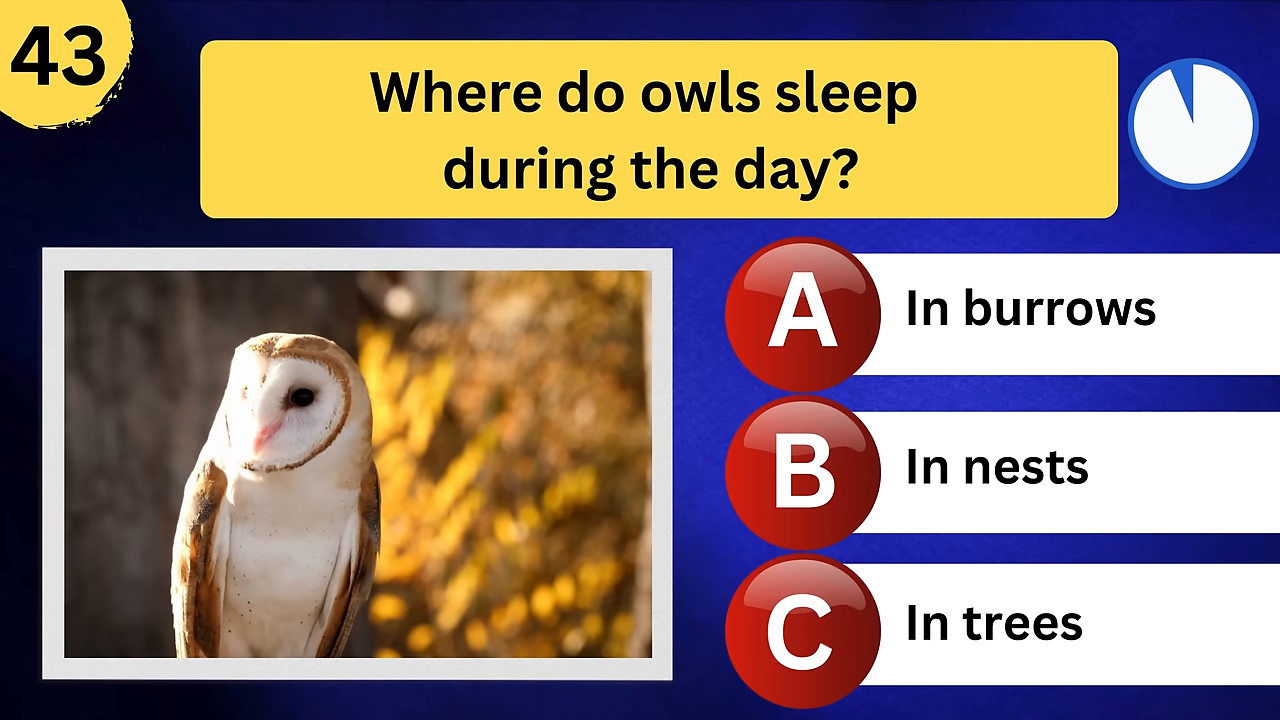 43
Where do owls sleep
during the day?
A
In burrows
B
In nests
C
In trees